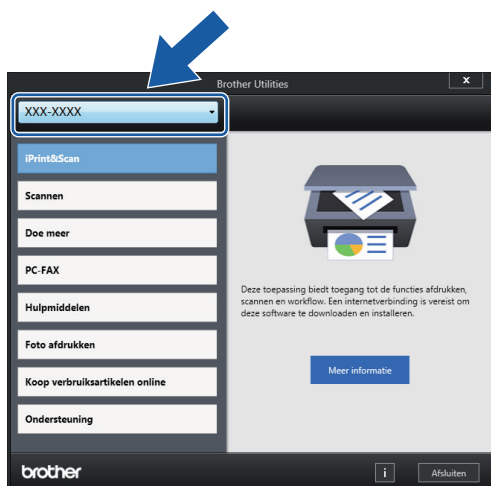 Brother Utilities
X
XXX-XXXX
iPrint&Scan
Scannen
Doe meer
PC-FAX
Hulpmiddelen
Foto afdrukken
Koop verbruiksartikelen online
Ondersteuning
Deze toepassing biedt toegang tot de functies afdrukken,
scannen en workflow. Een internetverbinding is vereist om
deze software te downloaden en installeren.
Meer informatie
brother
i
Afsluiten